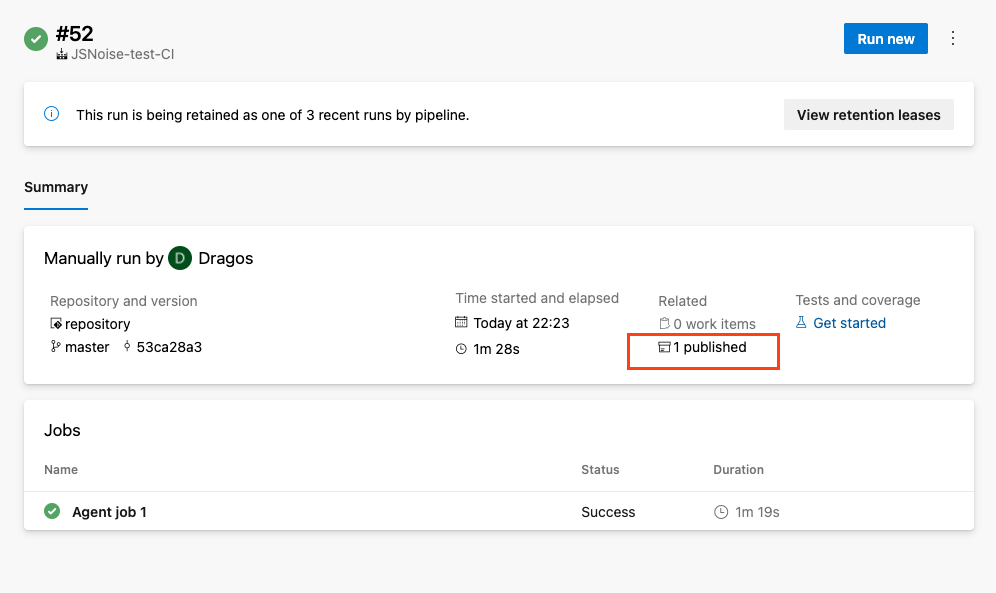 #52
JSNoise-test-CI
Run new
This run is being retained as one of 3 recent runs by pipeline.
View retention leases
Summary
Manually run by D Dragos
Repository and version
repository
master 53ca28a3
Time started and elapsed
Today at 22:23
1m 28s
Related
0 work items
1 published
Tests and coverage
Get started
Jobs
Name Status Duration
Agent job 1 Success 1m 19s